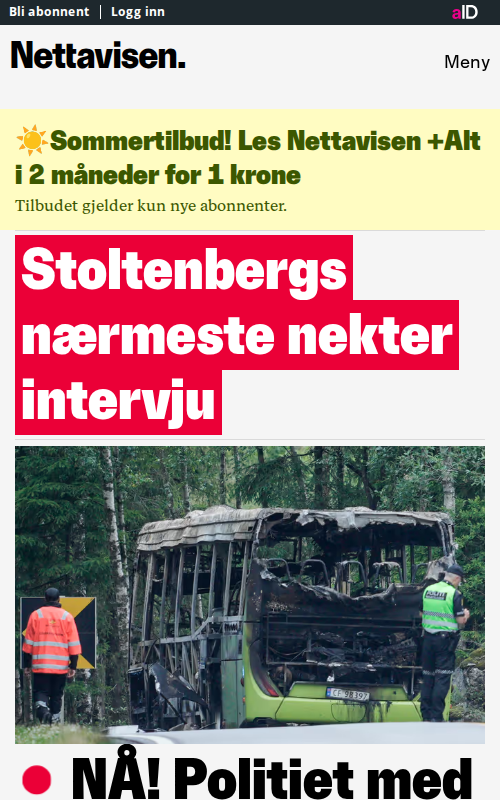 Bli abonnent | Logg inn
aID
Nettavisen.
Meny
Sommertilbud! Les Nettavisen +Alt
i 2 måneder for 1 krone
Tilbudet gjelder kun nye abonnenter.
Stoltenbergs
nærmeste nekter
intervju
POLITI
NÅ! Politiet med